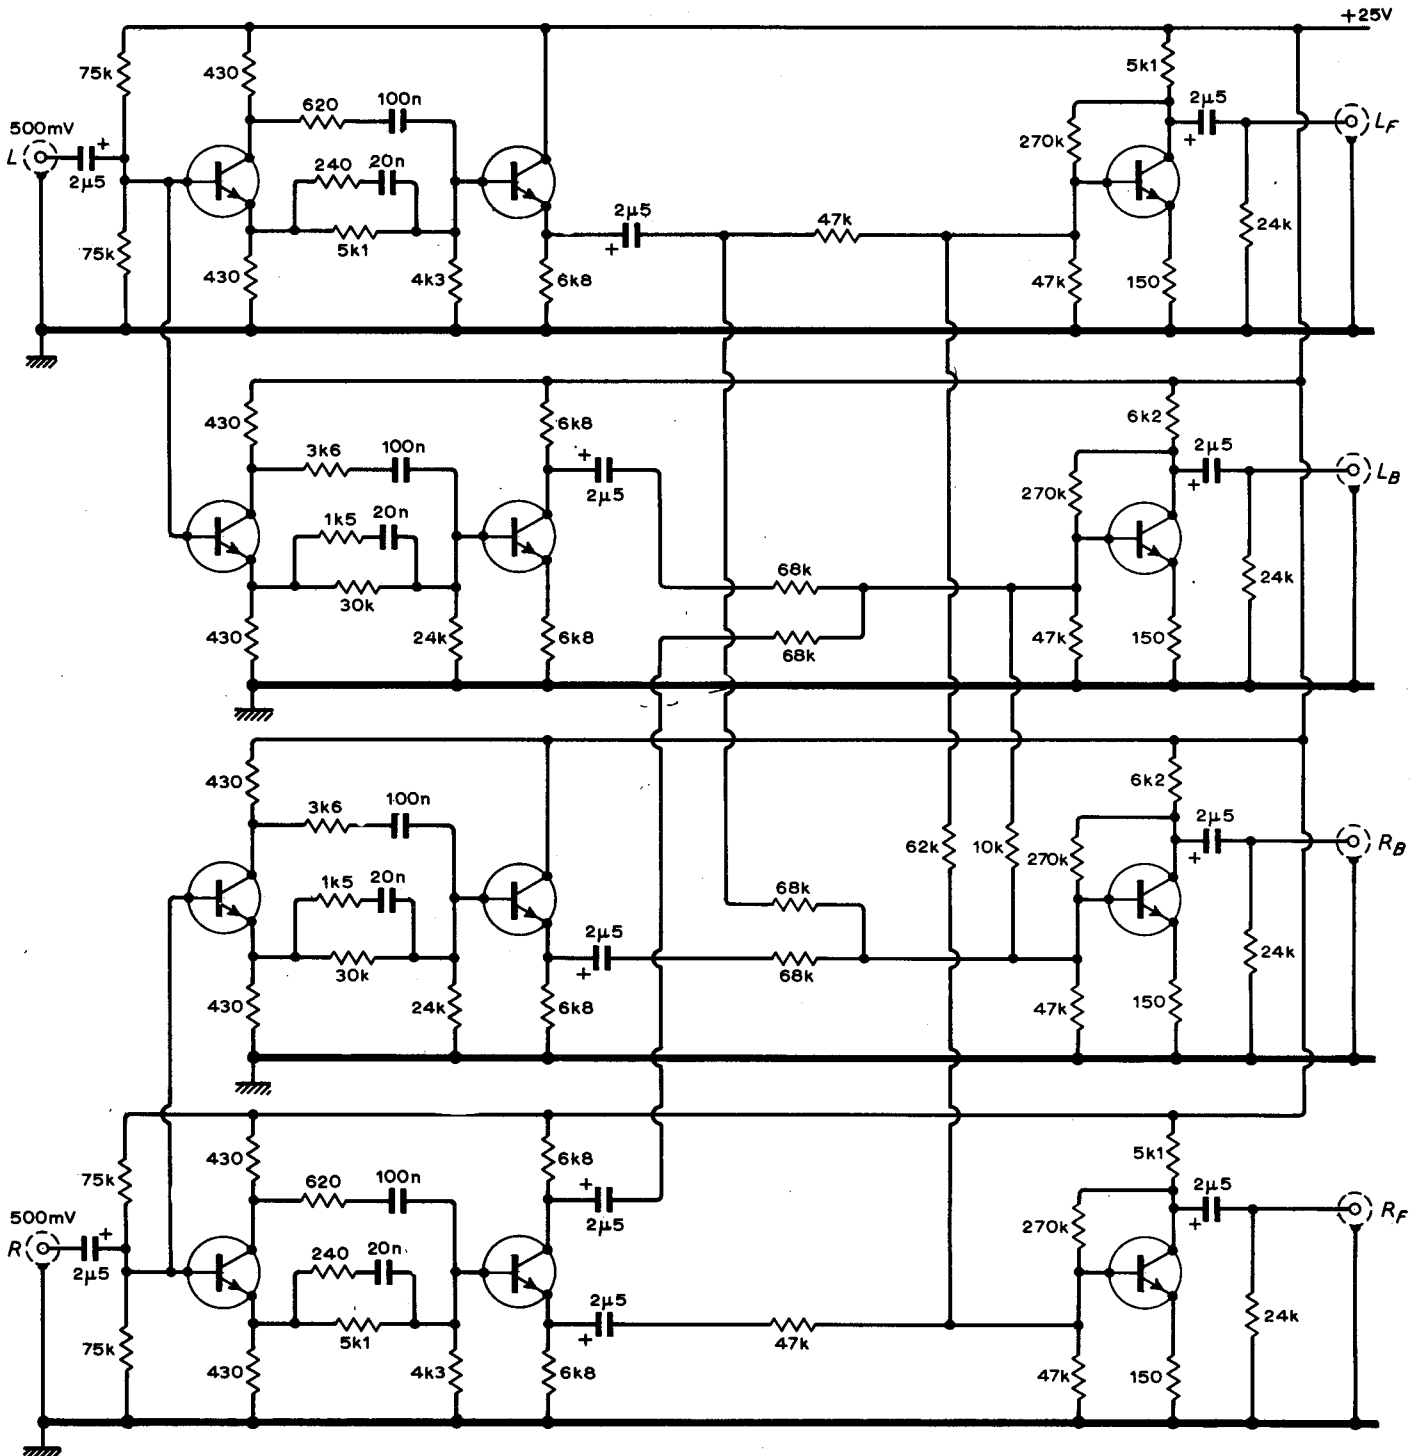 +25V
75k
430
5k1
620
100n
2µ5
500mV
L
+
2µ5
270k
+
LF
240
20n
2µ5
47k
75k
5k1
+
24k
430
4k3
6k8
47k
150
430
6k8
6k2
3k6
100n
+
2µ5
2µ5
270k
+
LB
1k5
20n
68k
30k
24k
430
24k
6k8
68k
47k
150
430
6k2
3k6
100n
2µ5
62k
10k
270k
+
RB
1k5
20n
68k
2µ5
+
30k
68k
24k
430
24k
6k8
47k
150
430
6k8
5k1
75k
620
100n
+
2µ5
2µ5
500mV
R
+
2µ5
270k
+
RF
240
20n
2µ5
+
5k1
47k
24k
75k
430
4k3
6k8
47k
150